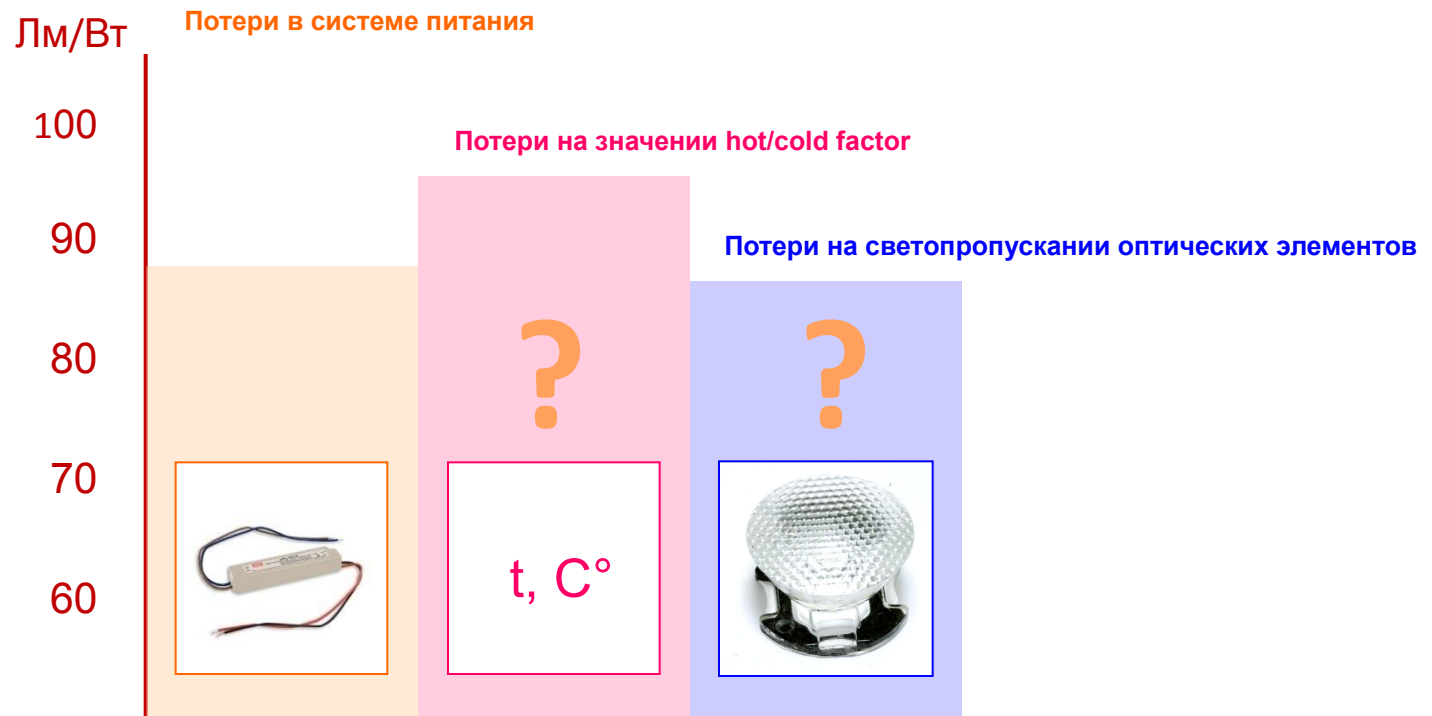 Потери в системе питания
Лм/Вт
100
Потери на значении hot/cold factor
90
Потери на светопропускании оптических элементов
80
? ?
70
t, C°
60